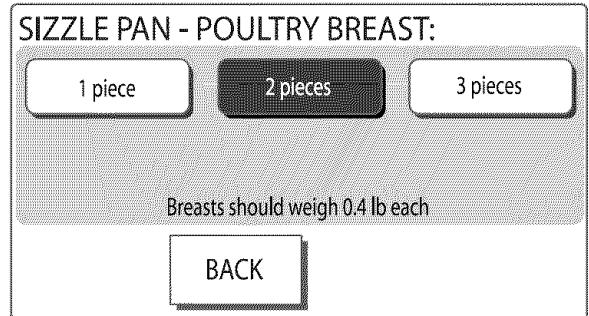 SIZZLE PAN - POULTRY BREAST:
1 piece 2 pieces 3 pieces
Breasts should weigh 0.4 lb each
BACK